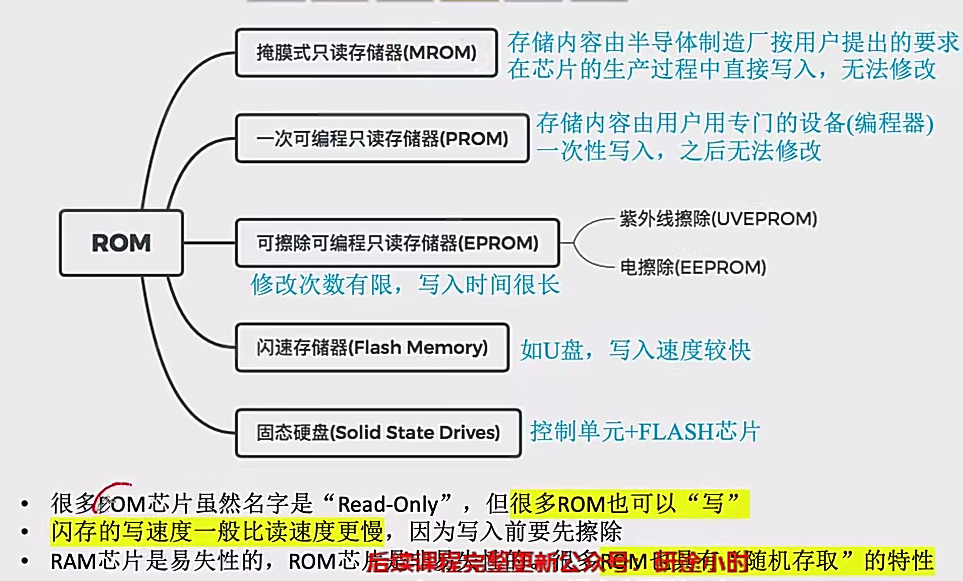 掩膜式只读存储器(MROM)
存储内容由半导体制造厂按用户提出的要求
在芯片的生产过程中直接写入，无法修改
一次可编程只读存储器(PROM)
存储内容由用户用专门的设备(编程器)
一次性写入，之后无法修改
ROM
可擦除可编程只读存储器(EPROM)
紫外线擦除(UVEPROM)
电擦除(EEPROM)
修改次数有限，写入时间很长
闪速存储器(Flash Memory)
如U盘，写入速度较快
固态硬盘(Solid State Drives)
控制单元+FLASH芯片
• 很多ROM芯片虽然名字是“Read-Only”，但很多ROM也可以“写”
• 闪存的写速度一般比读速度更慢，因为写入前要先擦除
• RAM芯片是易失性的，ROM芯片是 很多ROM也具有“随机存取”的特性
后续课程完整更新公众号：研金小时